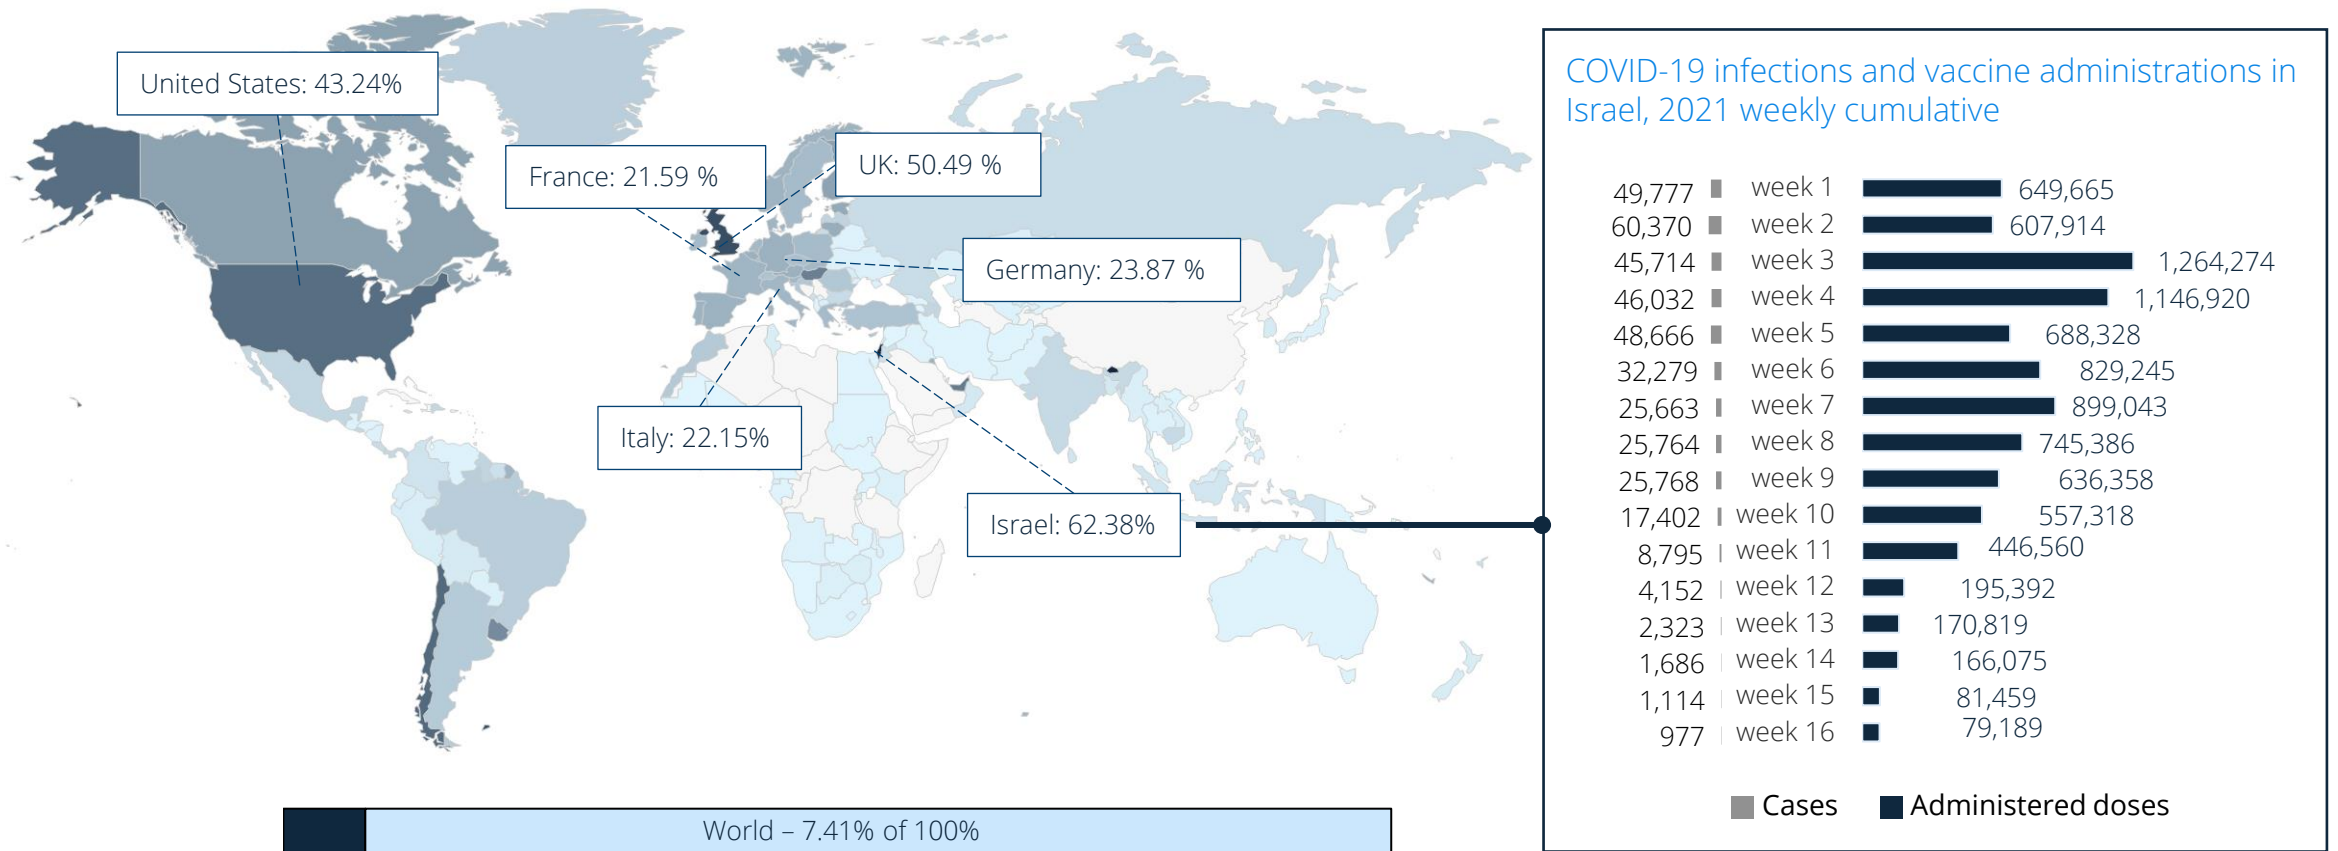 United States: 43.24%
France: 21.59 %
UK: 50.49 %
Germany: 23.87 %
Italy: 22.15%
Israel: 62.38%
World – 7.41% of 100%
COVID-19 infections and vaccine administrations in
Israel, 2021 weekly cumulative
49,777 week 1 649,665
60,370 week 2 607,914
45,714 week 3 1,264,274
46,032 week 4 1,146,920
48,666 week 5 688,328
32,279 week 6 829,245
25,663 week 7 899,043
25,764 week 8 745,386
25,768 week 9 636,358
17,402 week 10 557,318
8,795 week 11 446,560
4,152 week 12 195,392
2,323 week 13 170,819
1,686 week 14 166,075
1,114 week 15 81,459
977 week 16 79,189
Cases Administered doses